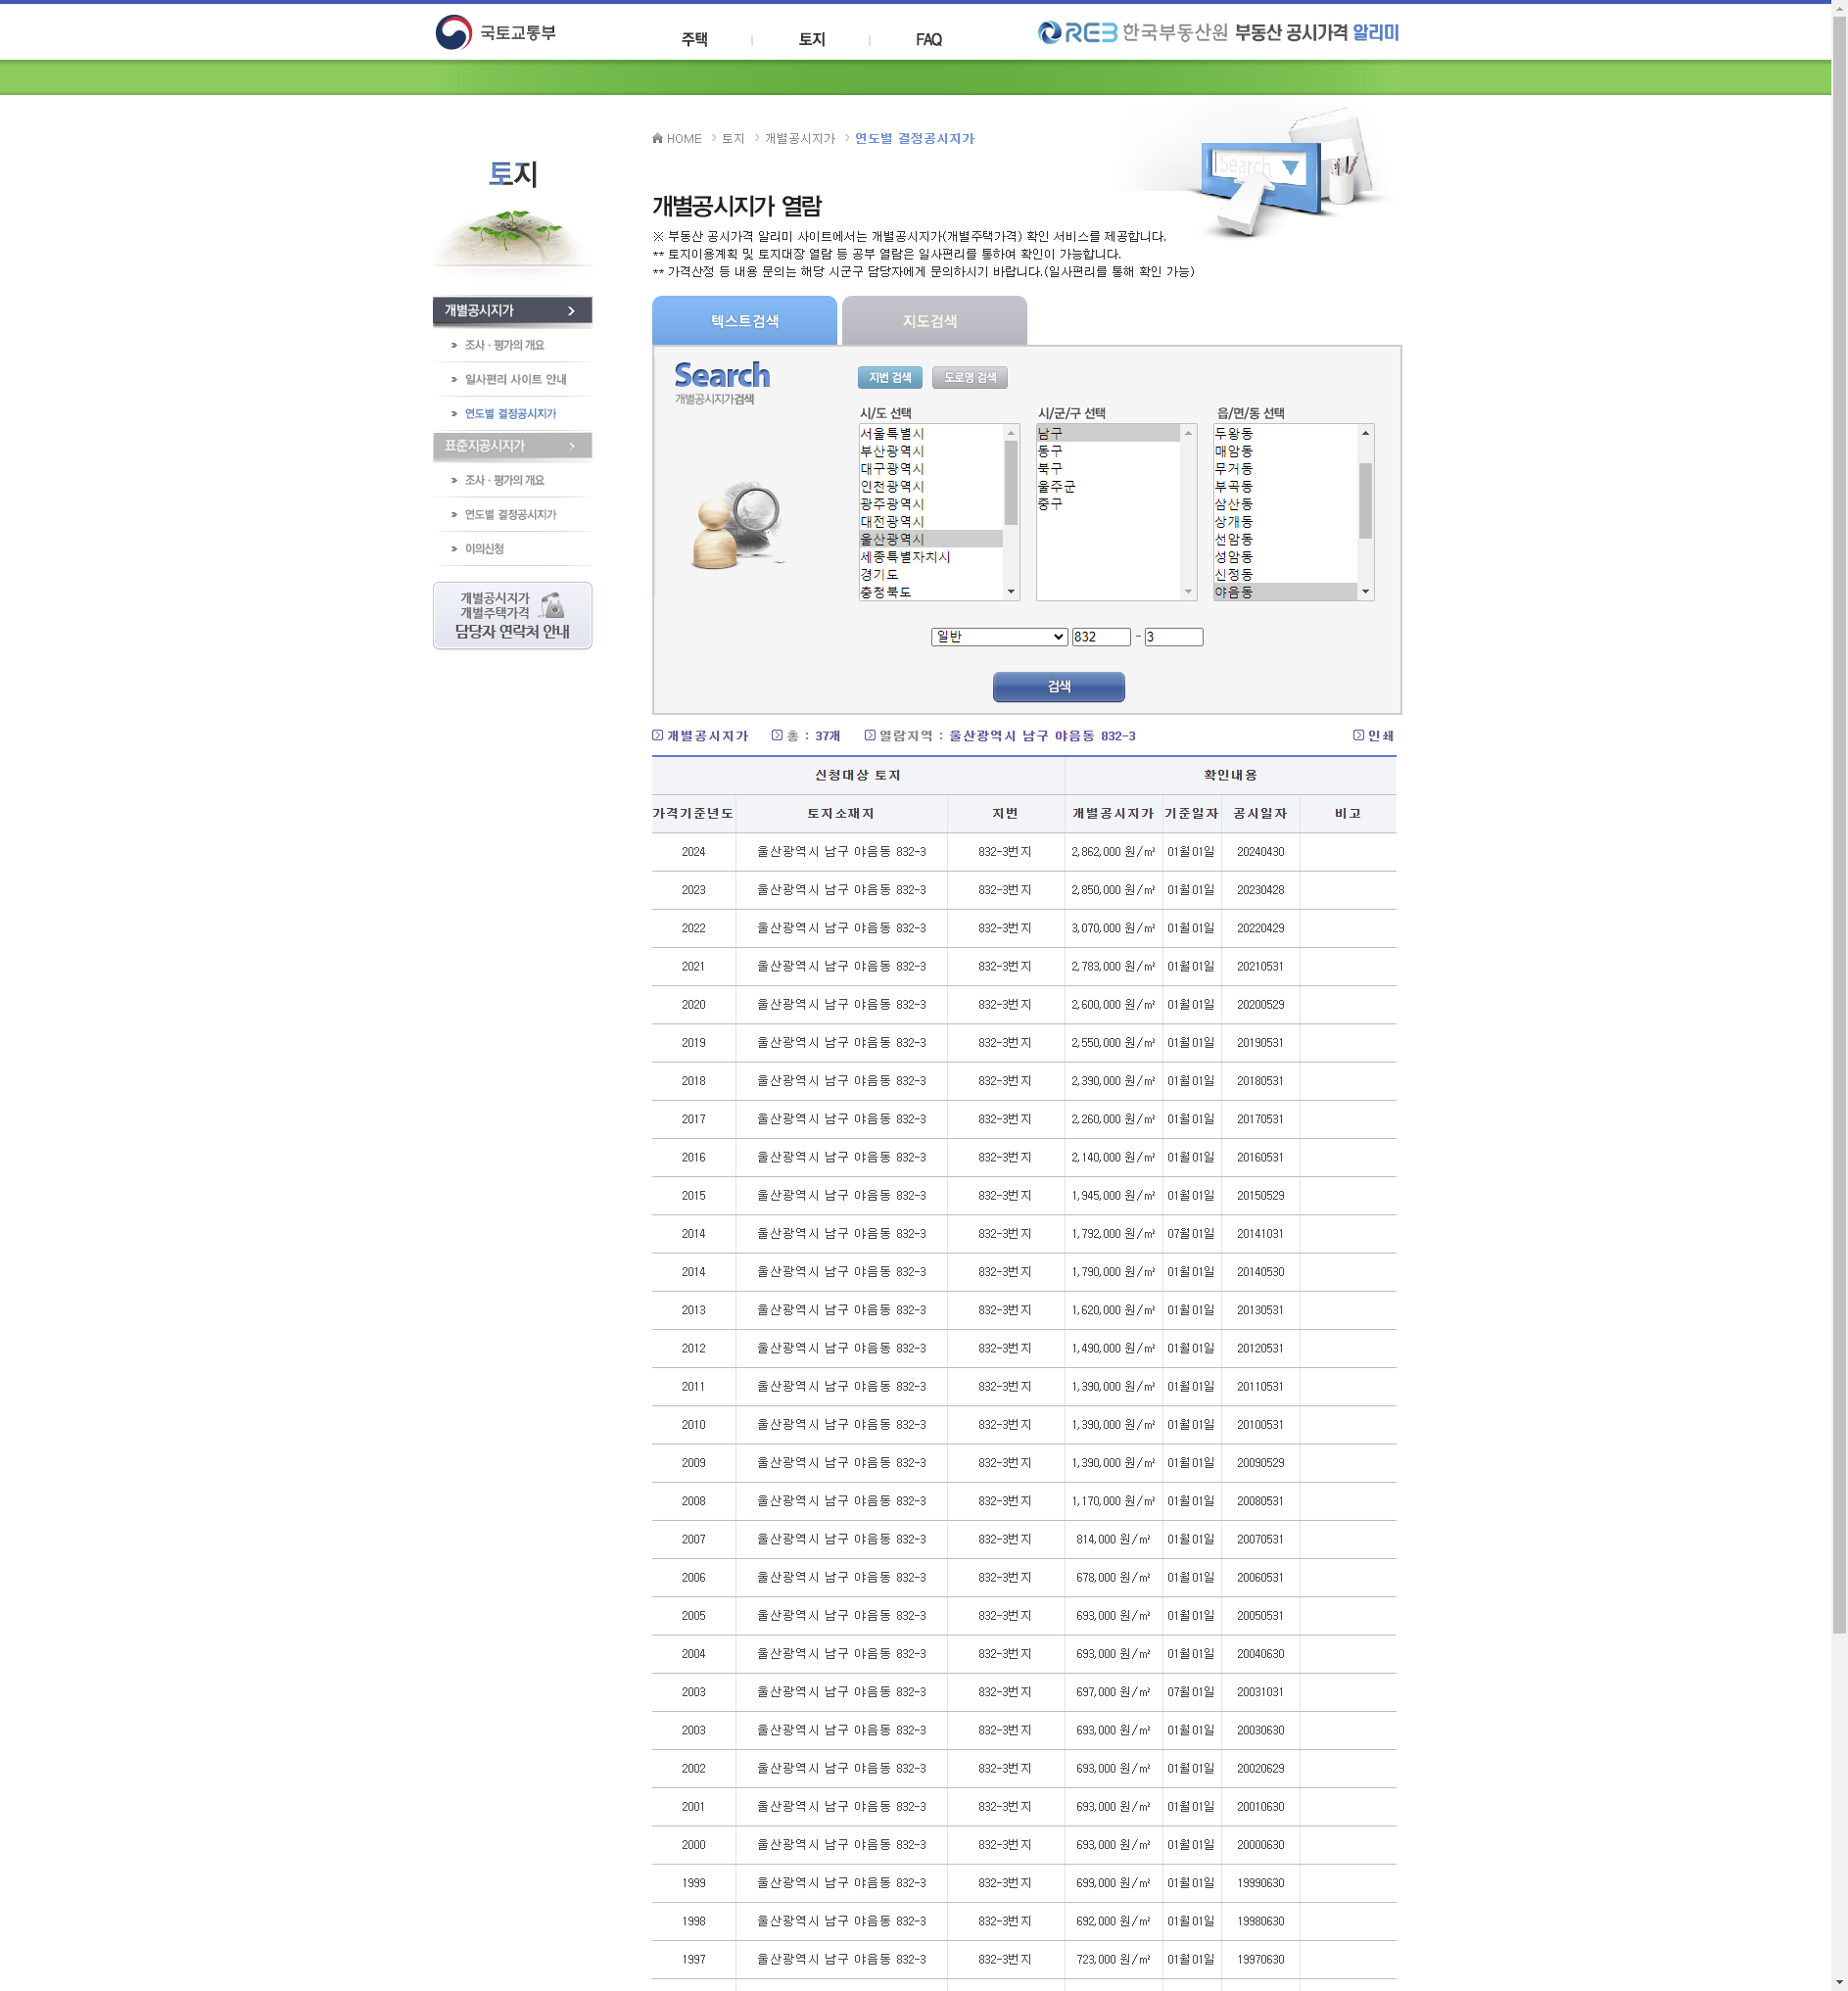 국토교통부
주택 | 토지 | FAQ
REB 한국부동산원 부동산 공시가격 알리미
HOME > 토지 > 개별공시지가 > 연도별 결정공시지가
Search
토지
개별공시지가 열람
※ 부동산 공시가격 알리미 사이트에서는 개별공시지가(개별주택가격) 확인 서비스를 제공합니다.
** 토지이용계획 및 토지대장 열람 등 공부 열람은 일사편리를 통하여 확인이 가능합니다.
** 가격산정 등 내용 문의는 해당 시군구 담당자에게 문의하시기 바랍니다.(일사편리를 통해 확인 가능)
개별공시지가
조사 · 평가의 개요
일사편리 사이트 안내
연도별 결정공시지가
표준지공시지가
조사 · 평가의 개요
연도별 결정공시지가
이의신청
개별공시지가
개별주택가격
담당자 연락처 안내
텍스트검색 지도검색
Search
개별공시지가검색
지번 검색 도로명 검색
시/도 선택 시/군/구 선택 읍/면/동 선택
서울특별시 남구 두왕동
부산광역시 동구 매암동
대구광역시 북구 무거동
인천광역시 울주군 부곡동
광주광역시 중구 삼산동
대전광역시 상개동
울산광역시 선암동
세종특별자치시 성암동
경기도 신정동
충청북도 야음동
일반 832 - 3
검색
개별공시지가 총 : 37개 열람지역 : 울산광역시 남구 야음동 832-3 인쇄
신청대상 토지 확인내용
가격기준년도 토지소재지 지번 개별공시지가 기준일자 공시일자 비고
2024 울산광역시 남구 야음동 832-3 832-3번지 2,862,000 원/㎡ 01월01일 20240430
2023 울산광역시 남구 야음동 832-3 832-3번지 2,850,000 원/㎡ 01월01일 20230428
2022 울산광역시 남구 야음동 832-3 832-3번지 3,070,000 원/㎡ 01월01일 20220429
2021 울산광역시 남구 야음동 832-3 832-3번지 2,783,000 원/㎡ 01월01일 20210531
2020 울산광역시 남구 야음동 832-3 832-3번지 2,600,000 원/㎡ 01월01일 20200529
2019 울산광역시 남구 야음동 832-3 832-3번지 2,550,000 원/㎡ 01월01일 20190531
2018 울산광역시 남구 야음동 832-3 832-3번지 2,390,000 원/㎡ 01월01일 20180531
2017 울산광역시 남구 야음동 832-3 832-3번지 2,260,000 원/㎡ 01월01일 20170531
2016 울산광역시 남구 야음동 832-3 832-3번지 2,140,000 원/㎡ 01월01일 20160531
2015 울산광역시 남구 야음동 832-3 832-3번지 1,945,000 원/㎡ 01월01일 20150529
2014 울산광역시 남구 야음동 832-3 832-3번지 1,792,000 원/㎡ 07월01일 20141031
2014 울산광역시 남구 야음동 832-3 832-3번지 1,790,000 원/㎡ 01월01일 20140530
2013 울산광역시 남구 야음동 832-3 832-3번지 1,620,000 원/㎡ 01월01일 20130531
2012 울산광역시 남구 야음동 832-3 832-3번지 1,490,000 원/㎡ 01월01일 20120531
2011 울산광역시 남구 야음동 832-3 832-3번지 1,390,000 원/㎡ 01월01일 20110531
2010 울산광역시 남구 야음동 832-3 832-3번지 1,390,000 원/㎡ 01월01일 20100531
2009 울산광역시 남구 야음동 832-3 832-3번지 1,390,000 원/㎡ 01월01일 20090529
2008 울산광역시 남구 야음동 832-3 832-3번지 1,170,000 원/㎡ 01월01일 20080531
2007 울산광역시 남구 야음동 832-3 832-3번지 814,000 원/㎡ 01월01일 20070531
2006 울산광역시 남구 야음동 832-3 832-3번지 678,000 원/㎡ 01월01일 20060531
2005 울산광역시 남구 야음동 832-3 832-3번지 693,000 원/㎡ 01월01일 20050531
2004 울산광역시 남구 야음동 832-3 832-3번지 693,000 원/㎡ 01월01일 20040630
2003 울산광역시 남구 야음동 832-3 832-3번지 697,000 원/㎡ 07월01일 20031031
2003 울산광역시 남구 야음동 832-3 832-3번지 693,000 원/㎡ 01월01일 20030630
2002 울산광역시 남구 야음동 832-3 832-3번지 693,000 원/㎡ 01월01일 20020629
2001 울산광역시 남구 야음동 832-3 832-3번지 693,000 원/㎡ 01월01일 20010630
2000 울산광역시 남구 야음동 832-3 832-3번지 693,000 원/㎡ 01월01일 20000630
1999 울산광역시 남구 야음동 832-3 832-3번지 699,000 원/㎡ 01월01일 19990630
1998 울산광역시 남구 야음동 832-3 832-3번지 692,000 원/㎡ 01월01일 19980630
1997 울산광역시 남구 야음동 832-3 832-3번지 723,000 원/㎡ 01월01일 19970630